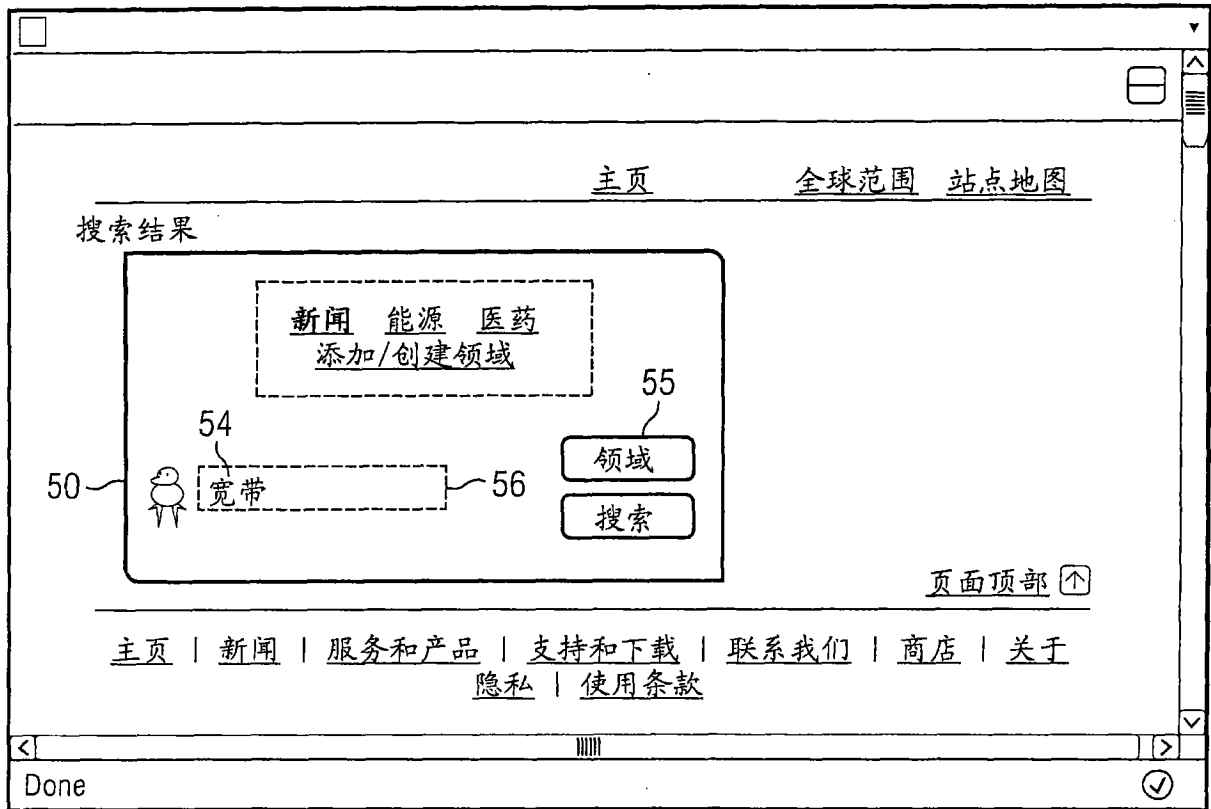 主页 全球范围 站点地图
搜索结果
新闻 能源 医药
添加/创建领域
55
54
领域
50 宽带 56
搜索
页面顶部
主页 | 新闻 | 服务和产品 | 支持和下载 | 联系我们 | 商店 | 关于
隐私 | 使用条款
Done